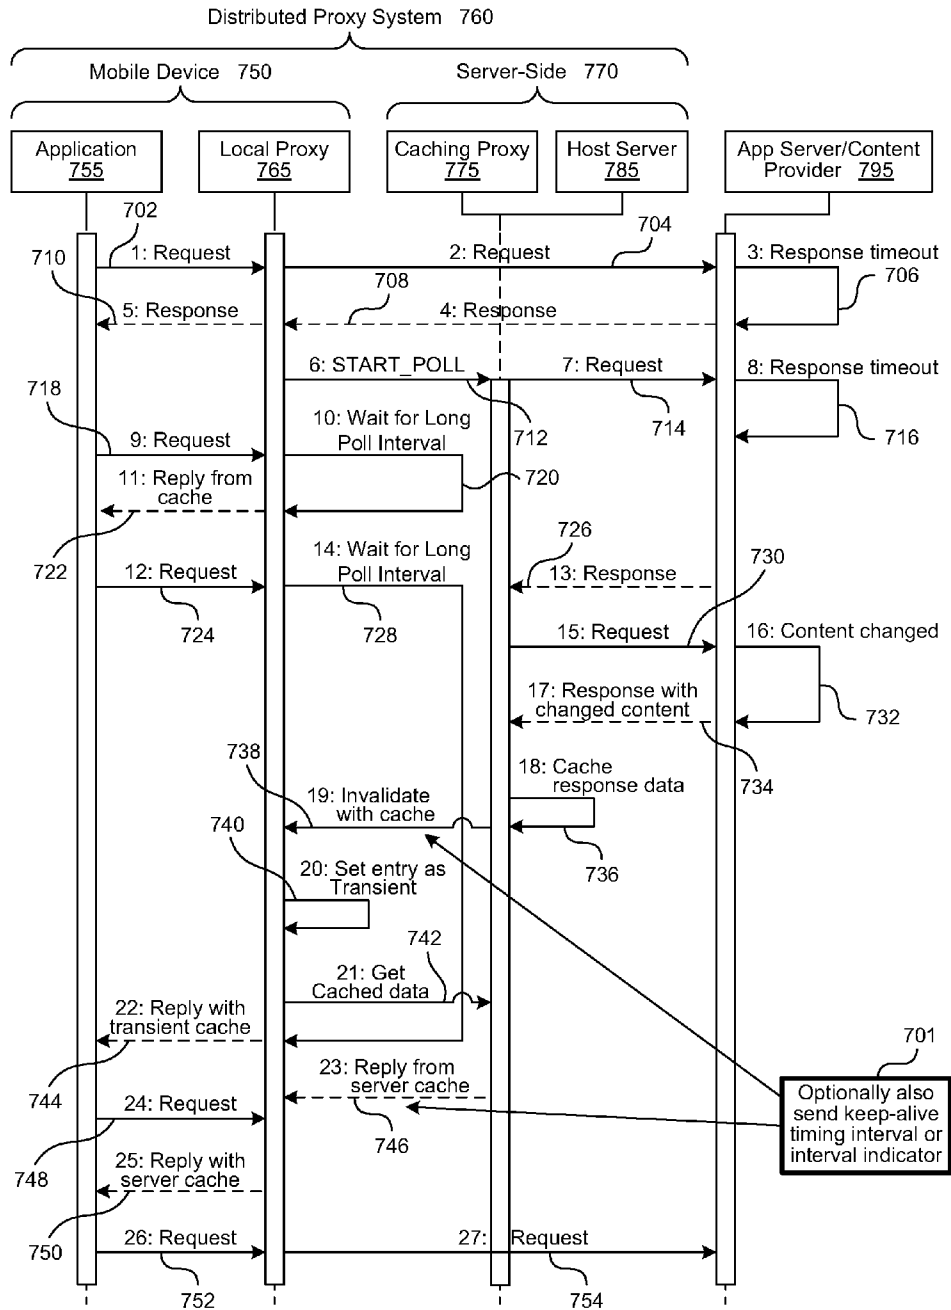 Distributed Proxy System 760
Mobile Device 750
Server-Side 770
Application
755
Local Proxy
765
Caching Proxy
775
Host Server
785
App Server/Content
Provider 795
702
1: Request
710
5: Response
708
2: Request
704
4: Response
3: Response timeout
706
6: START_POLL
712
7: Request
714
8: Response timeout
716
718
9: Request
10: Wait for Long
Poll Interval
720
11: Reply from
cache
722
12: Request
724
14: Wait for Long
Poll Interval
728
726
13: Response
730
15: Request
16: Content changed
732
17: Response with
changed content
734
18: Cache
response data
736
738
19: Invalidate
with cache
740
20: Set entry as
Transient
742
21: Get
Cached data
22: Reply with
transient cache
744
23: Reply from
server cache
746
701
Optionally also
send keep-alive
timing interval or
interval indicator
24: Request
748
25: Reply with
server cache
750
26: Request
752
27: Request
754